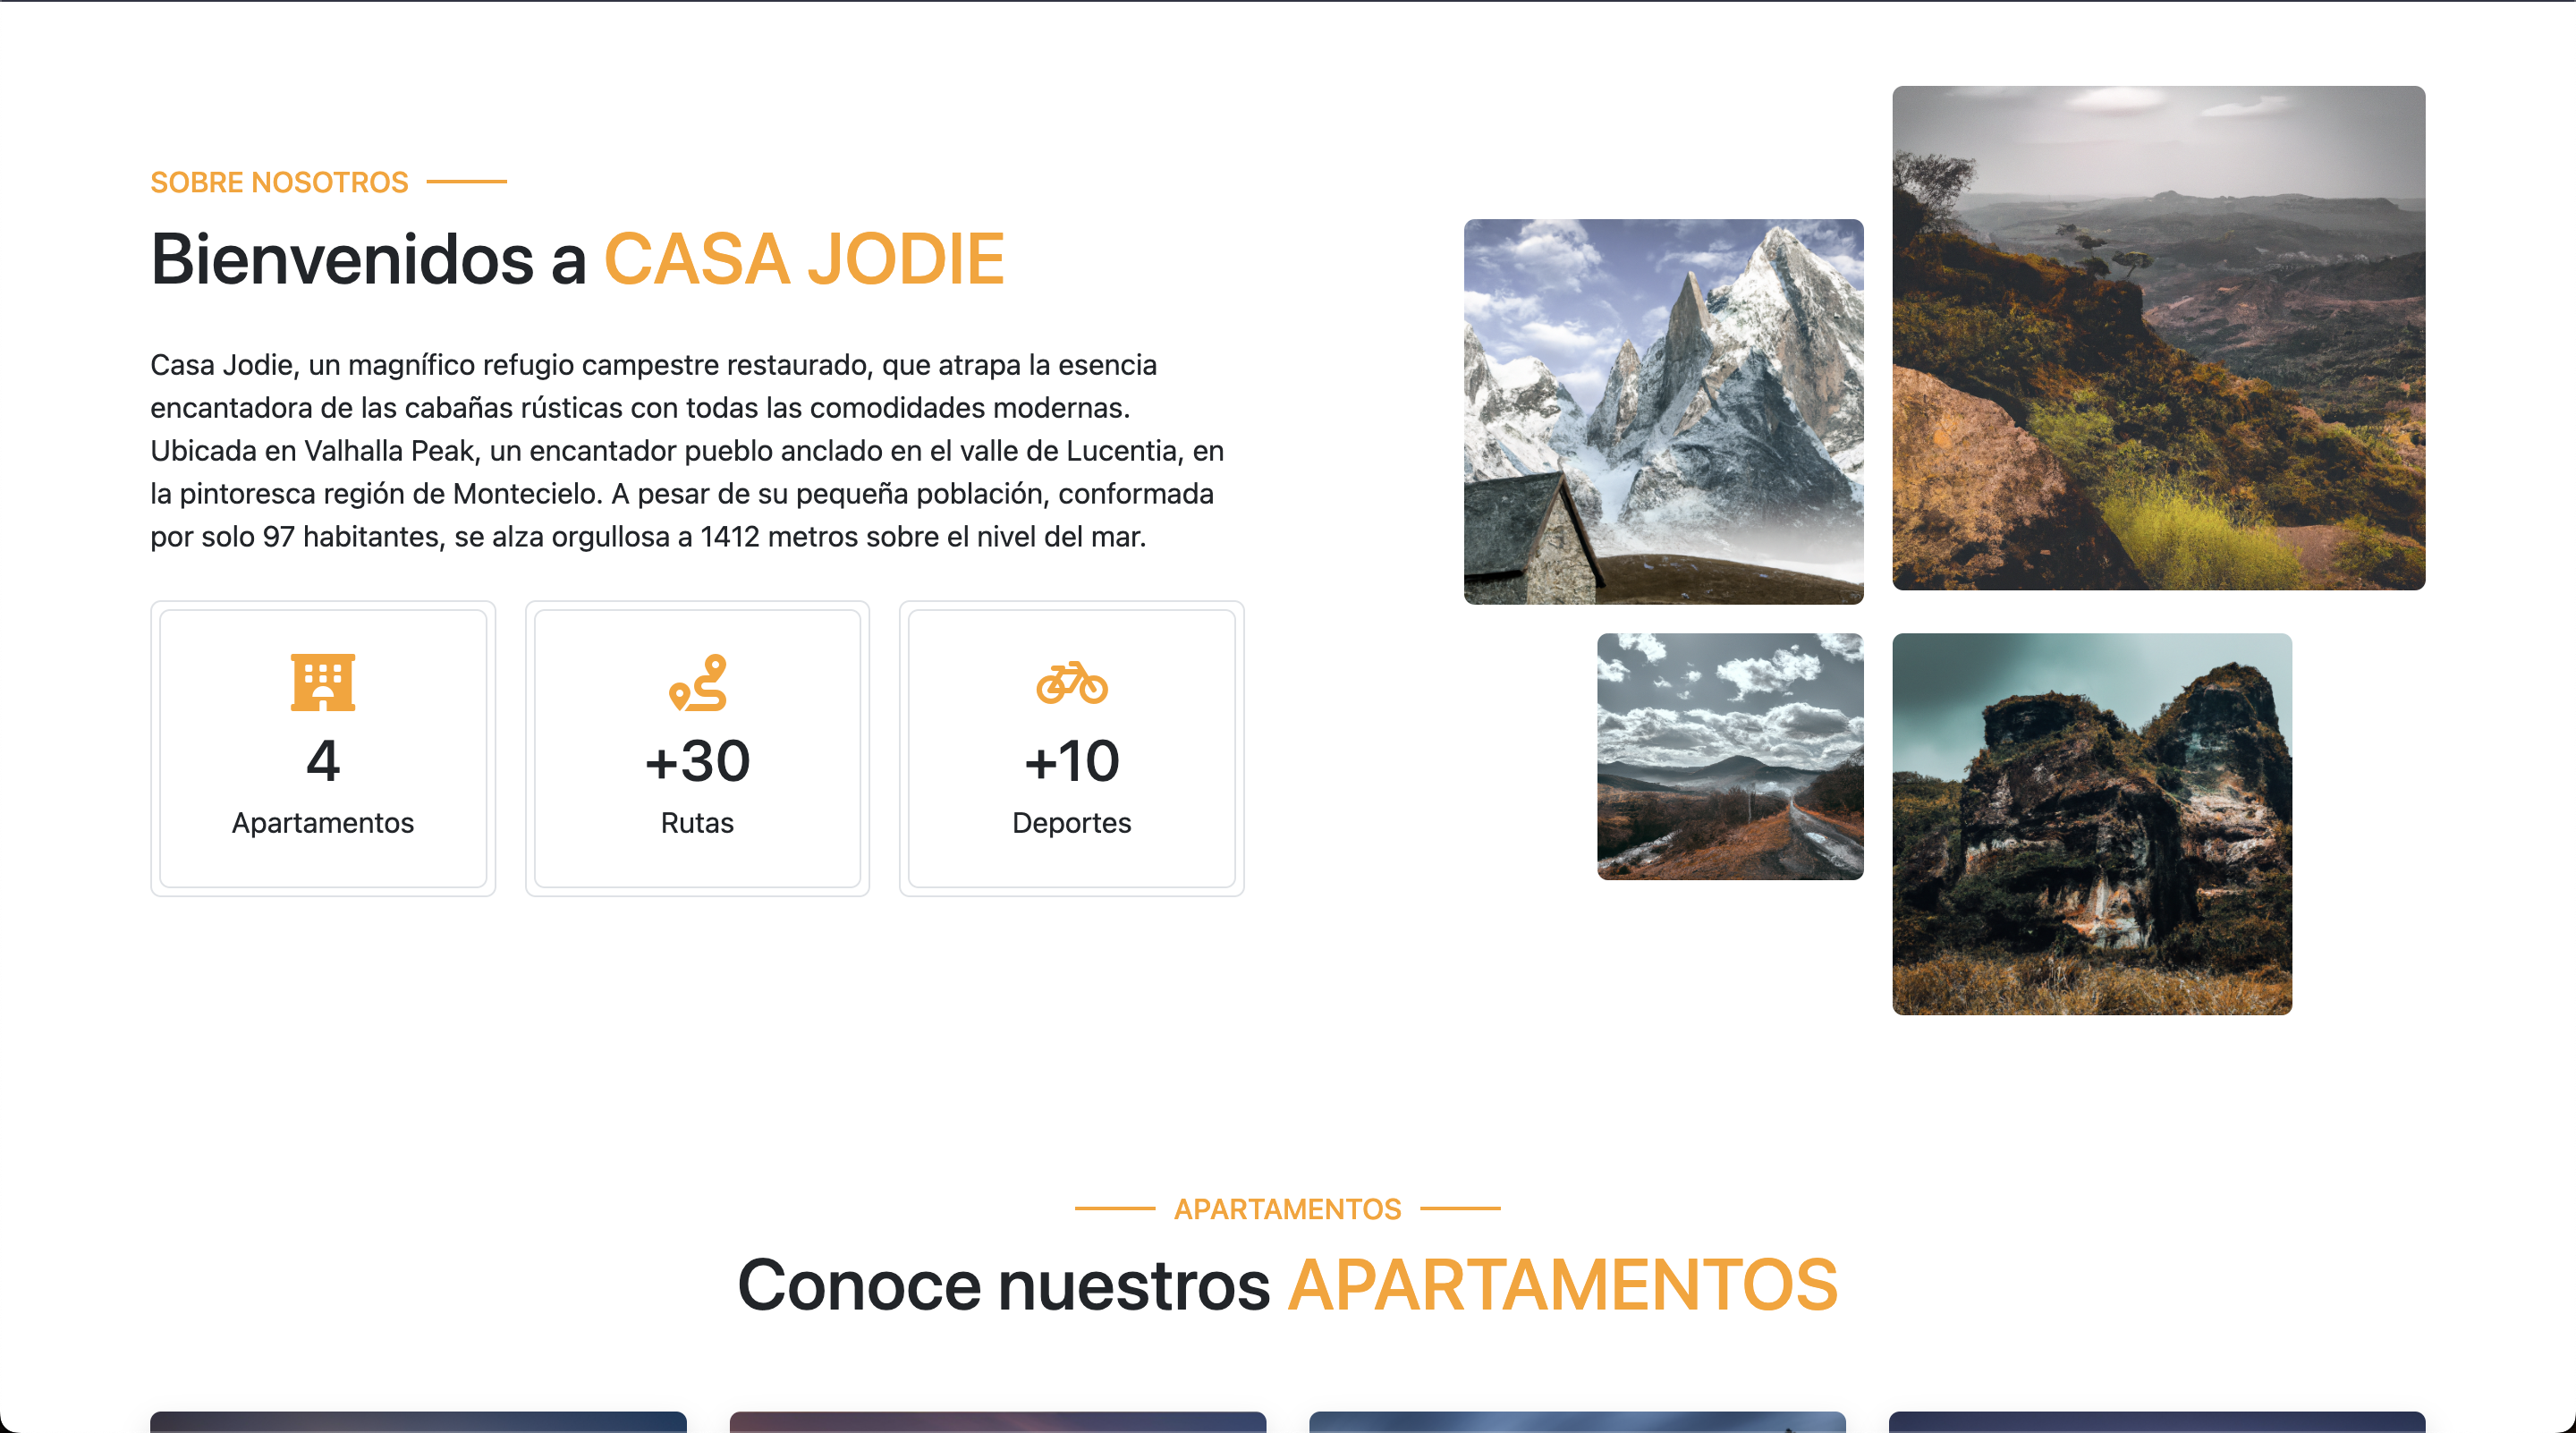 SOBRE NOSOTROS
Bienvenidos a CASA JODIE
Casa Jodie, un magnífico refugio campestre restaurado, que atrapa la esencia
encantadora de las cabañas rústicas con todas las comodidades modernas.
Ubicada en Valhalla Peak, un encantador pueblo anclado en el valle de Lucentia, en
la pintoresca región de Montecielo. A pesar de su pequeña población, conformada
por solo 97 habitantes, se alza orgullosa a 1412 metros sobre el nivel del mar.
4
Apartamentos
+30
Rutas
+10
Deportes
APARTAMENTOS
Conoce nuestros APARTAMENTOS